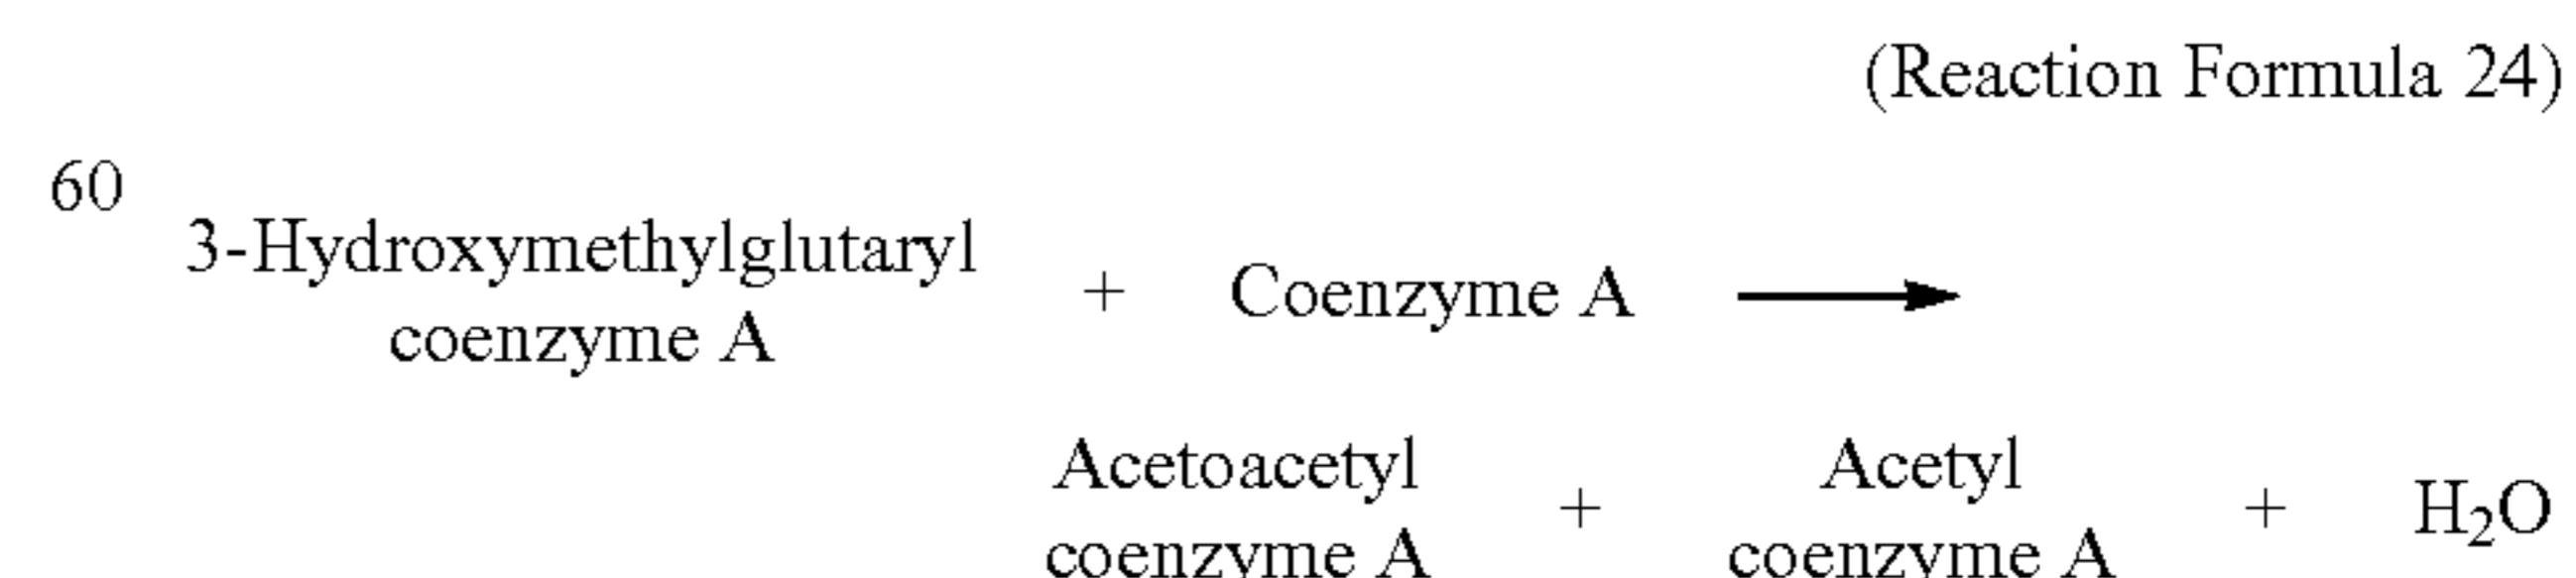 (Reaction Formula 24)
60
3-Hydroxymethylglutaryl
coenzyme A
+ Coenzyme A ⟶
Acetoacetyl
coenzyme A
+
Acetyl
coenzyme A
+ H₂O